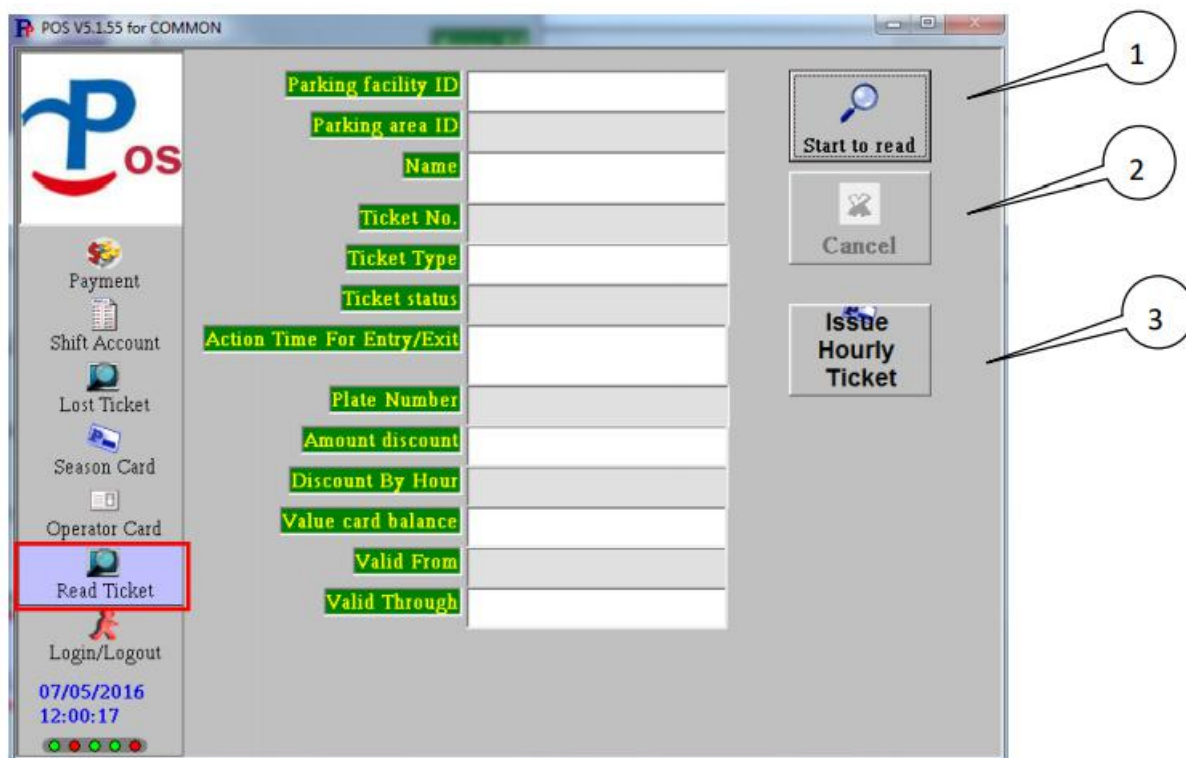 POS V5.1.55 for COMMON
Pos
Payment
Shift Account
Lost Ticket
Season Card
Operator Card
Read Ticket
Login/Logout
07/05/2016
12:00:17
Parking facility ID
Parking area ID
Name
Ticket No.
Ticket Type
Ticket status
Action Time For Entry/Exit
Plate Number
Amount discount
Discount By Hour
Value card balance
Valid From
Valid Through
Start to read
Cancel
Issue
Hourly
Ticket
1
2
3